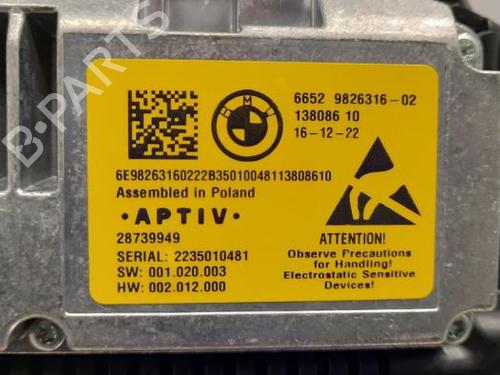 6652 9826316-02
138086 10
16-12-22
6E98263160222B35010048113808610
Assembled in Poland
• APTIV •
28739949
SERIAL: 2235010481
SW: 001.020.003
HW: 002.012.000
ATTENTION!
Observe Precautions
for Handling!
Electrostatic Sensitive
Devices!
B-PARTS